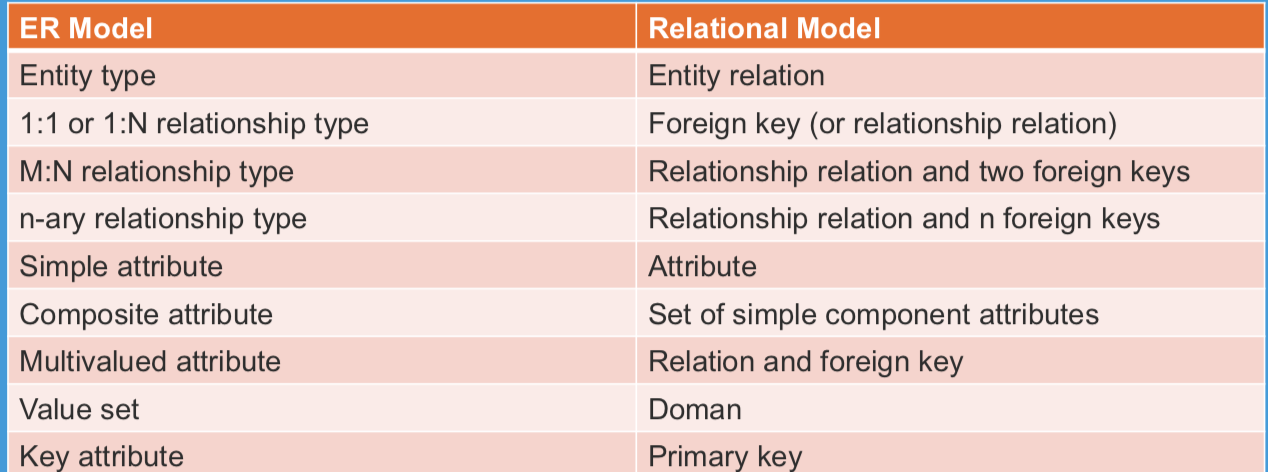 ER Model Relational Model
Entity type Entity relation
1:1 or 1:N relationship type Foreign key (or relationship relation)
M:N relationship type Relationship relation and two foreign keys
n-ary relationship type Relationship relation and n foreign keys
Simple attribute Attribute
Composite attribute Set of simple component attributes
Multivalued attribute Relation and foreign key
Value set Doman
Key attribute Primary key